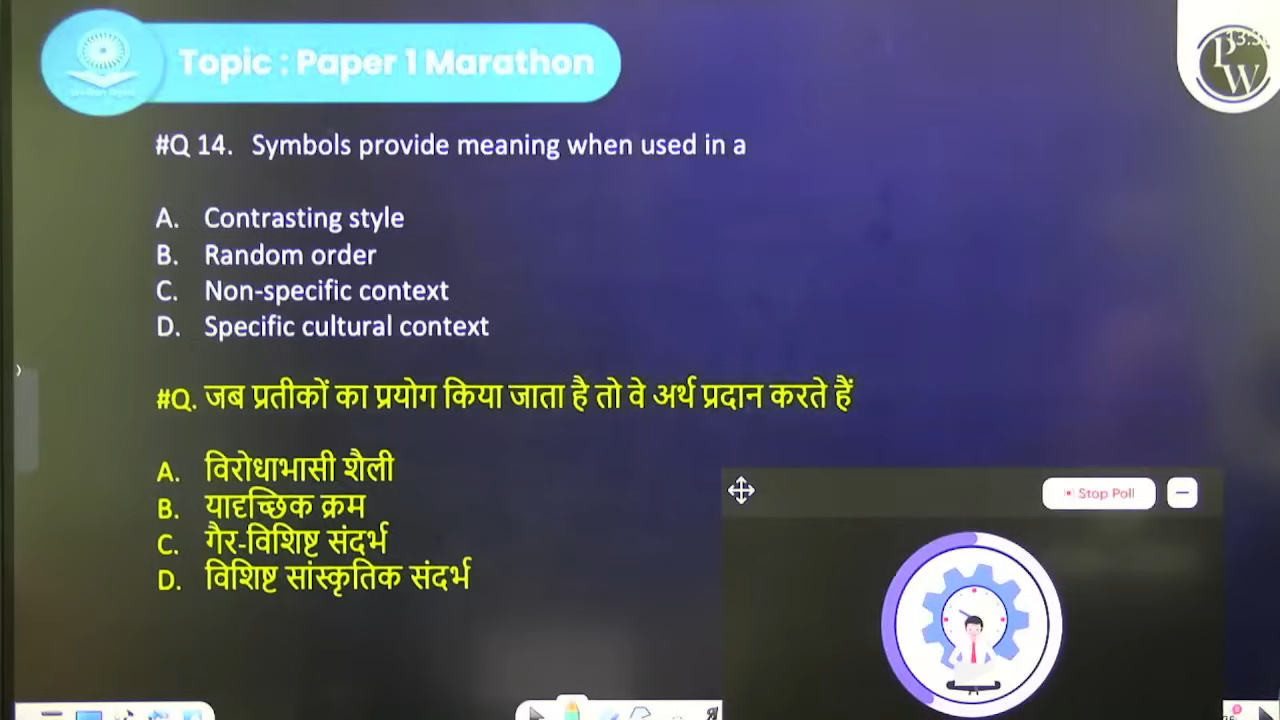 Topic : Paper 1 Marathon
PW
#Q 14. Symbols provide meaning when used in a
A. Contrasting style
B. Random order
C. Non-specific context
D. Specific cultural context
#Q. जब प्रतीकों का प्रयोग किया जाता है तो वे अर्थ प्रदान करते हैं
A. विरोधाभासी शैली
B. यादृच्छिक क्रम
C. गैर-विशिष्ट संदर्भ
D. विशिष्ट सांस्कृतिक संदर्भ
Stop Poll